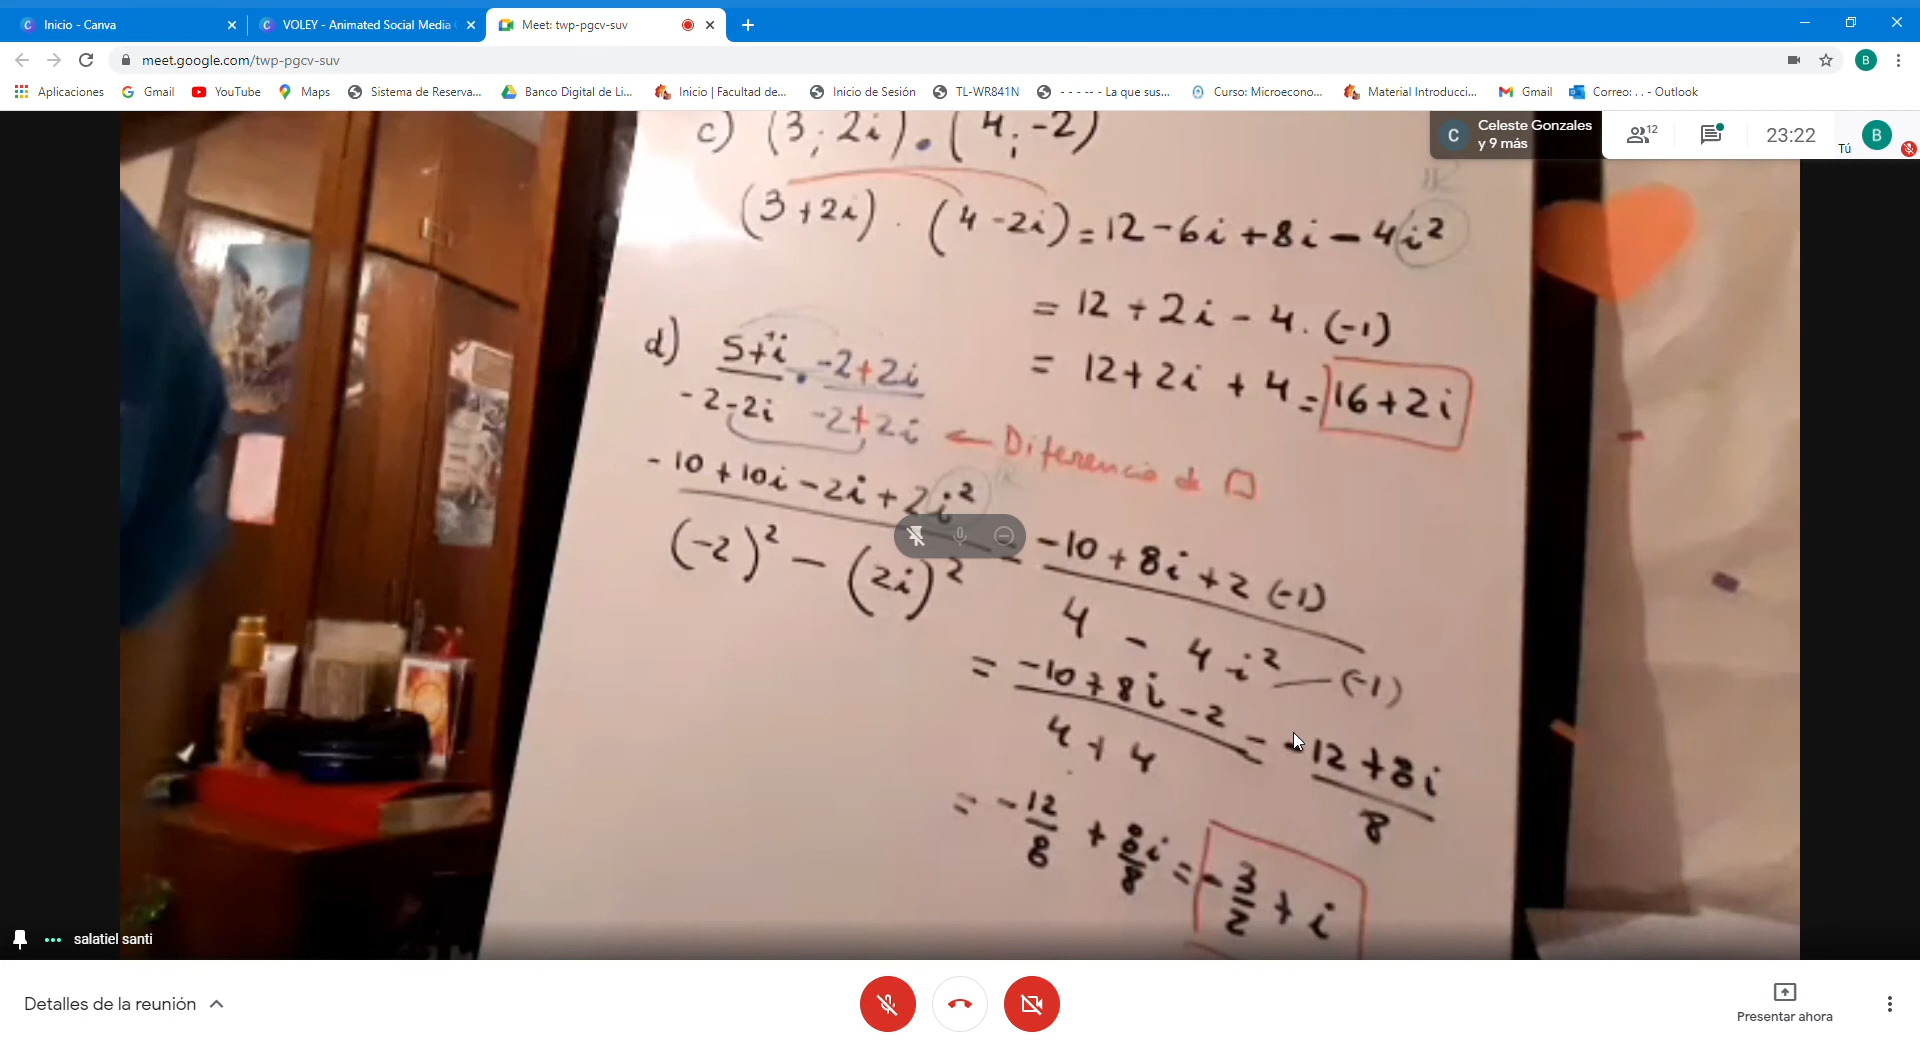 Inicio - Canva
VOLEY - Animated Social Media
Meet: twp-pgcv-suv
meet.google.com/twp-pgcv-suv
B
Aplicaciones
Gmail
YouTube
Maps
Sistema de Reserva...
Banco Digital de Li...
Inicio | Facultad de...
Inicio de Sesión
TL-WR841N
- - - -- - La que sus...
Curso: Microecono...
Material Introducci...
Gmail
Correo: . . - Outlook
C
Celeste Gonzales
y 9 más
12
23:22
Tú
B
c) (3; 2i) . (4; -2)
(3 + 2i) . (4 - 2i) = 12 - 6i + 8i - 4i²
= 12 + 2i - 4. (-1)
= 12 + 2i + 4 = 16 + 2i
d) 5 + i . -2 + 2i
-2 - 2i -2 + 2i ← Diferencia de □
-10 + 10i - 2i + 2i²
(-2)² - (2i)²
= -10 + 8i + 2 (-1)
4 - 4i² (-1)
= -10 + 8i - 2 = -12 + 8i
4 + 4 8
= -12/8 + 8/8 i = -3/2 + i
salatiel santi
Detalles de la reunión
Presentar ahora